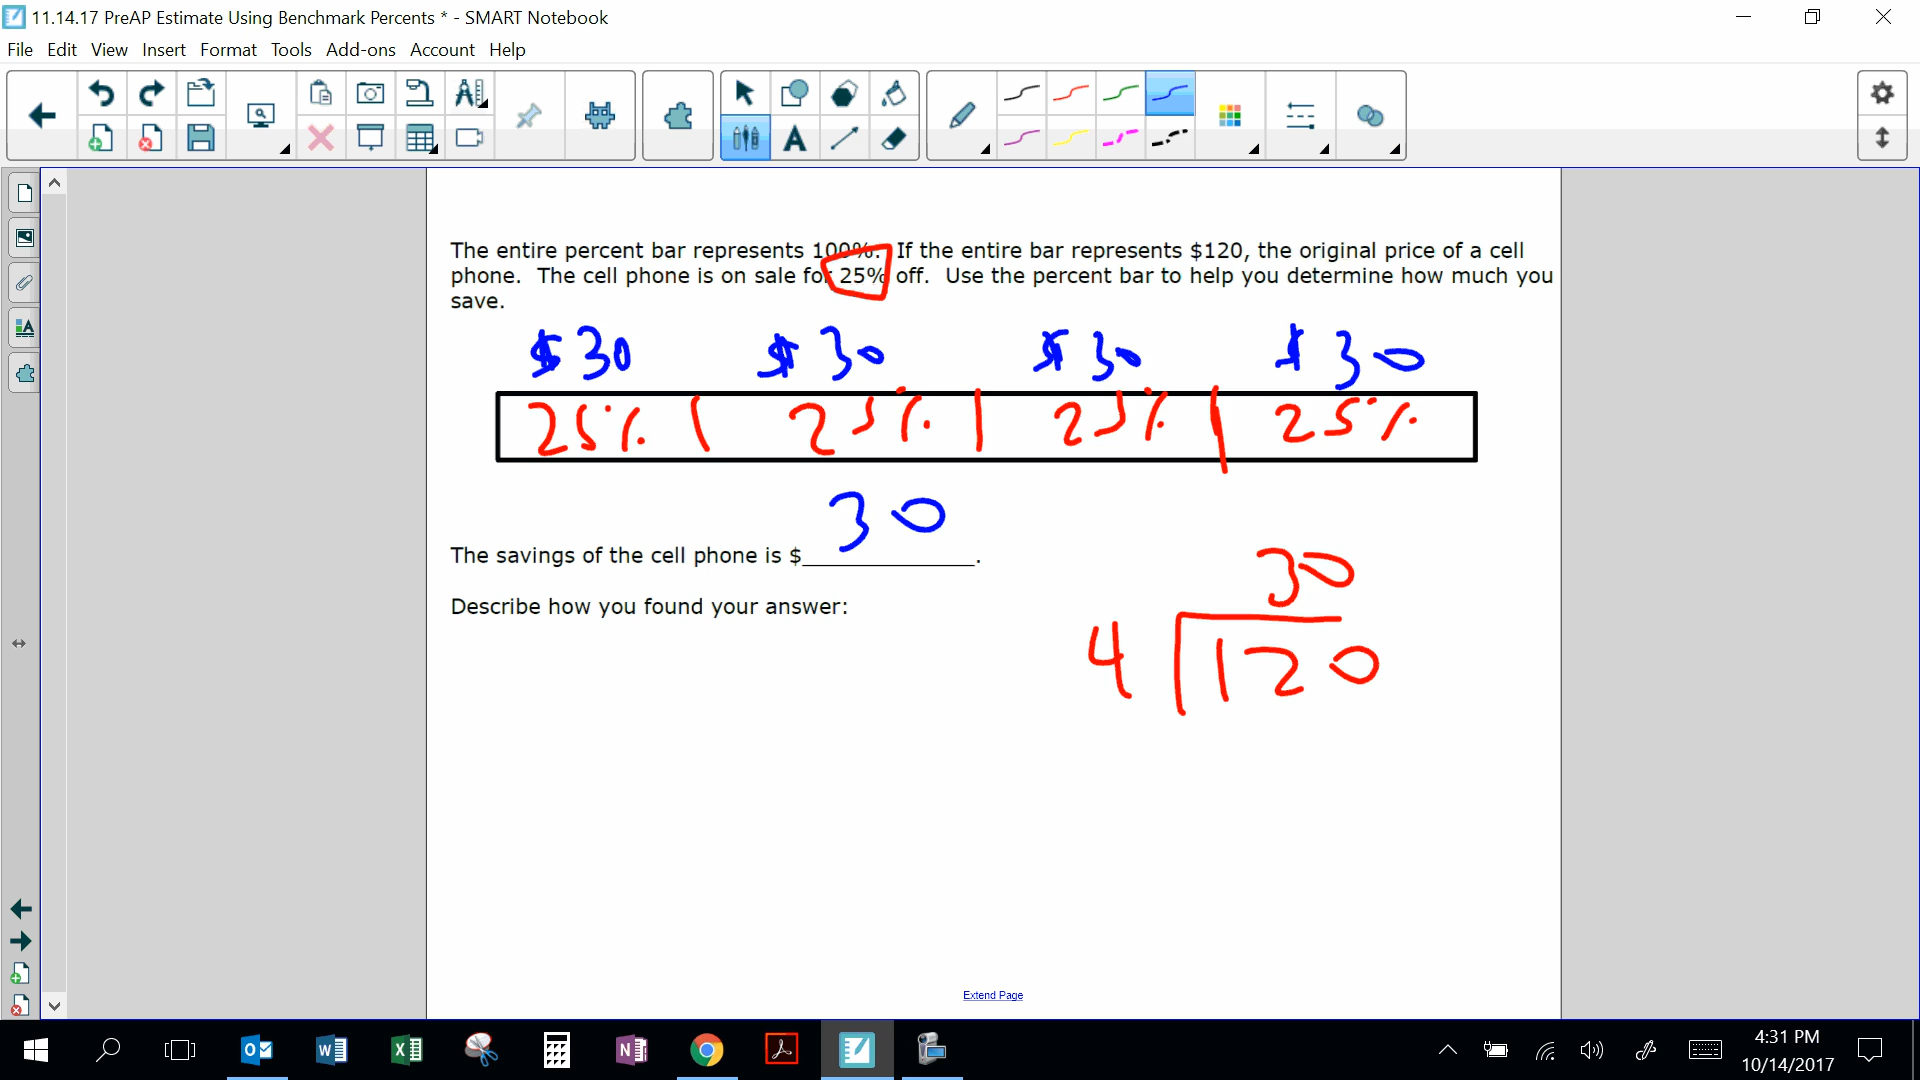 11.14.17 PreAP Estimate Using Benchmark Percents * - SMART Notebook
File Edit View Insert Format Tools Add-ons Account Help
The entire percent bar represents 100%. If the entire bar represents $120, the original price of a cell
phone. The cell phone is on sale for 25% off. Use the percent bar to help you determine how much you
save.
$30 $30 $30 $30
25% 25% 25% 25%
30
The savings of the cell phone is $_______________.
Describe how you found your answer:
30
4 120
Extend Page
4:31 PM
10/14/2017